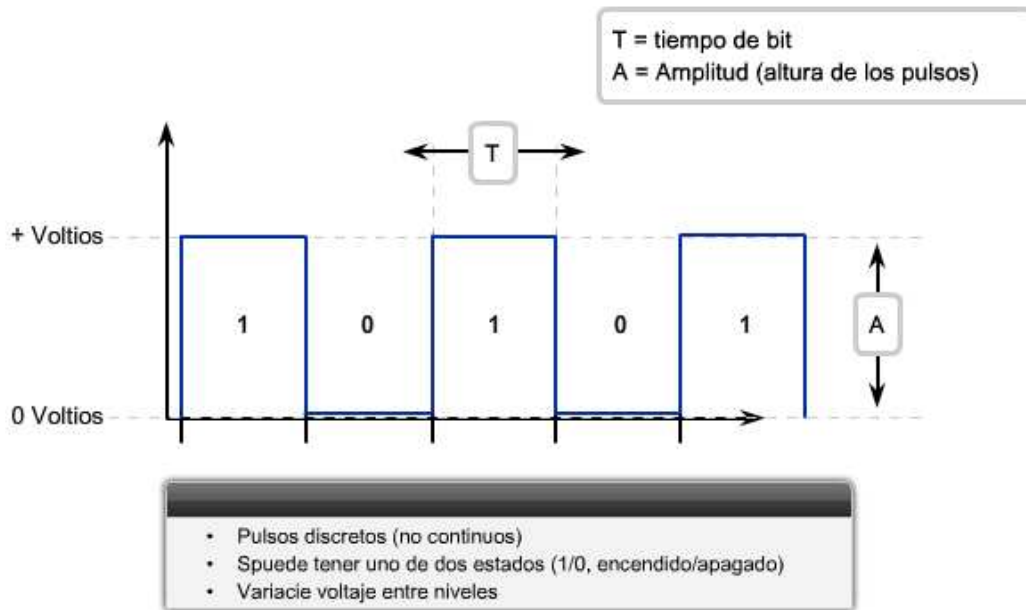 T = tiempo de bit
A = Amplitud (altura de los pulsos)
T
+ Voltios
1 0 1 0 1
A
0 Voltios
• Pulsos discretos (no continuos)
• Spuede tener uno de dos estados (1/0, encendido/apagado)
• Variacie voltaje entre niveles